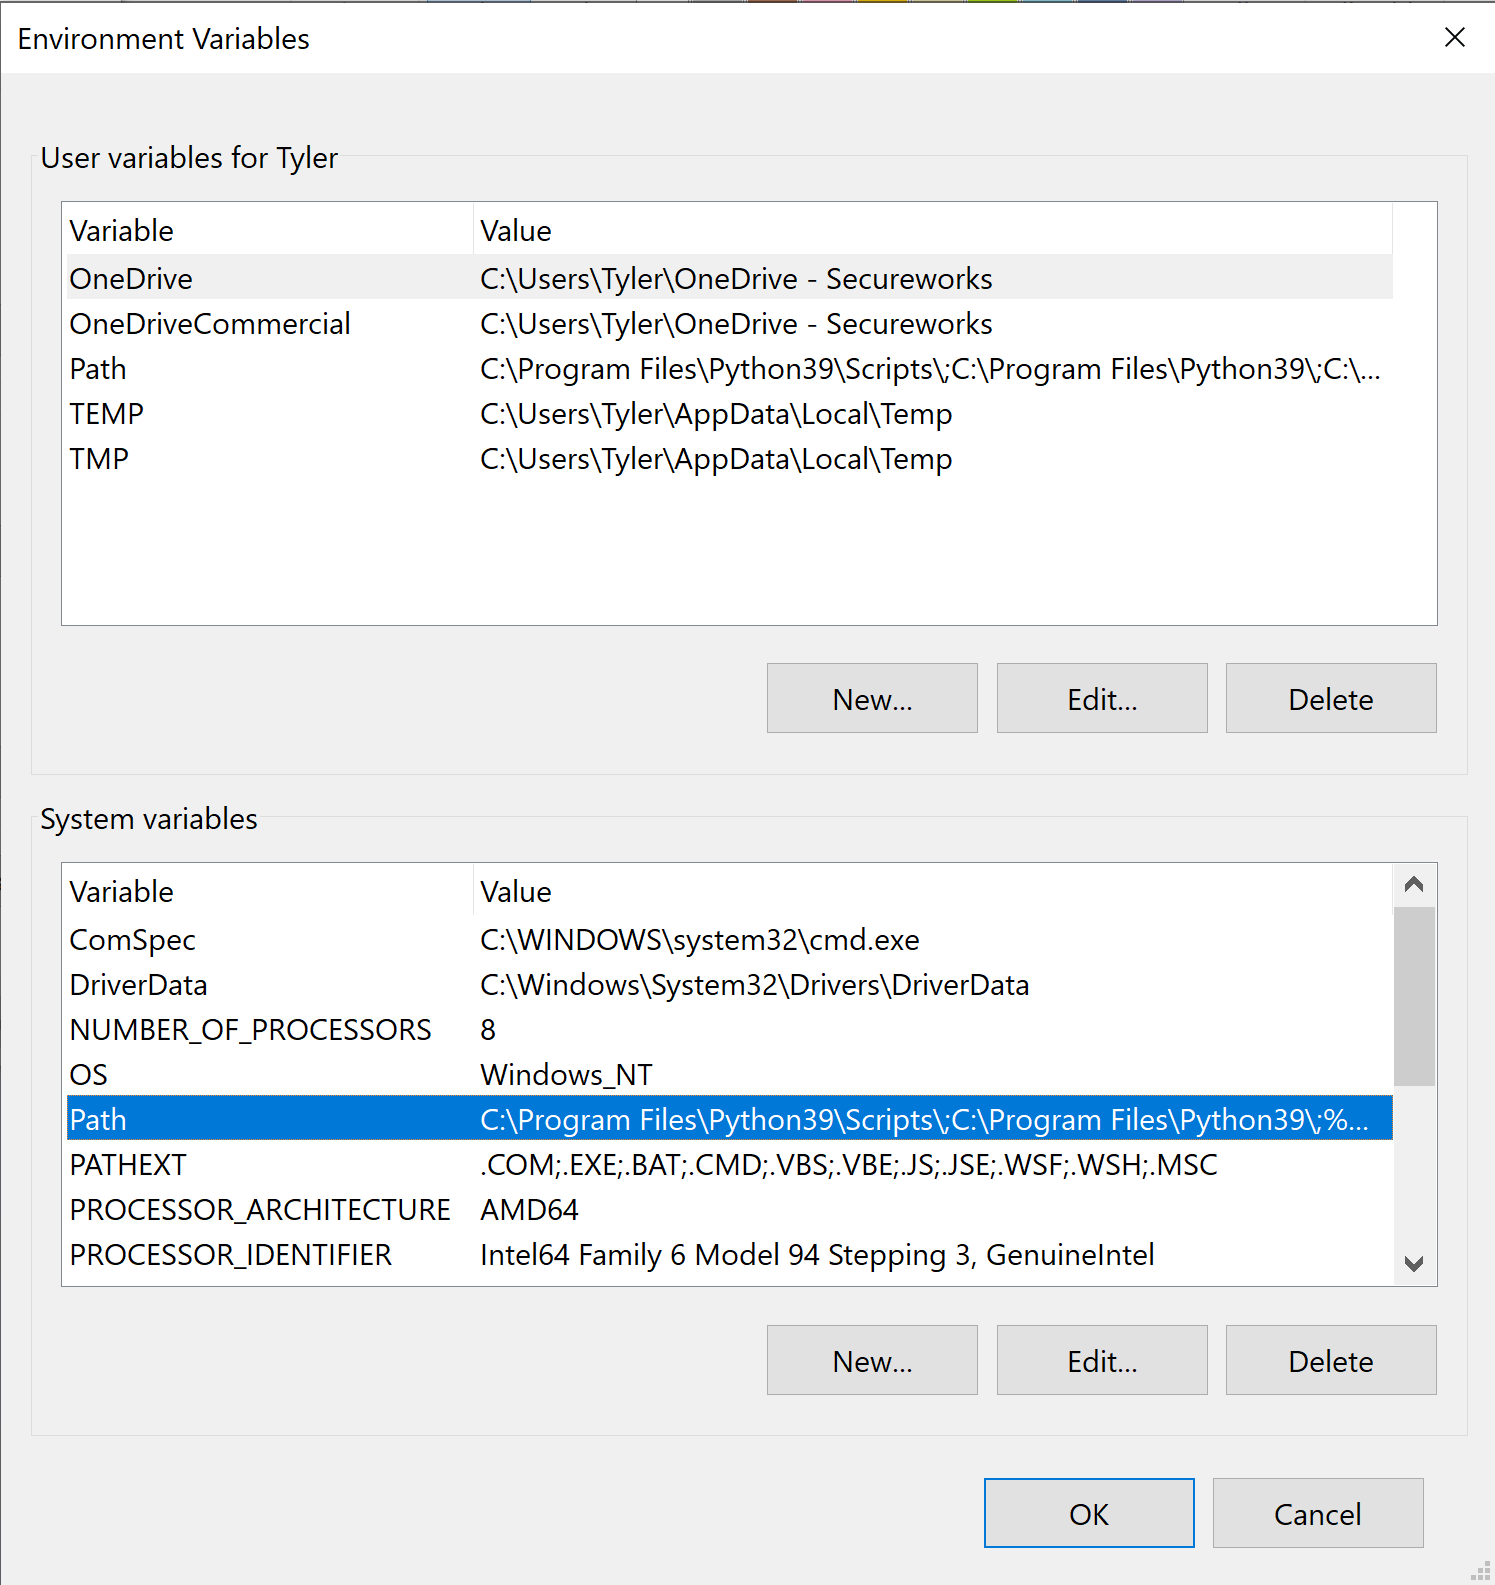 Environment Variables
User variables for Tyler
Variable Value
OneDrive C:\Users\Tyler\OneDrive - Secureworks
OneDriveCommercial C:\Users\Tyler\OneDrive - Secureworks
Path C:\Program Files\Python39\Scripts\;C:\Program Files\Python39\;C:\...
TEMP C:\Users\Tyler\AppData\Local\Temp
TMP C:\Users\Tyler\AppData\Local\Temp
New... Edit... Delete
System variables
Variable Value
ComSpec C:\WINDOWS\system32\cmd.exe
DriverData C:\Windows\System32\Drivers\DriverData
NUMBER_OF_PROCESSORS 8
OS Windows_NT
Path C:\Program Files\Python39\Scripts\;C:\Program Files\Python39\;%...
PATHEXT .COM;.EXE;.BAT;.CMD;.VBS;.VBE;.JS;.JSE;.WSF;.WSH;.MSC
PROCESSOR_ARCHITECTURE AMD64
PROCESSOR_IDENTIFIER Intel64 Family 6 Model 94 Stepping 3, GenuineIntel
New... Edit... Delete
OK Cancel